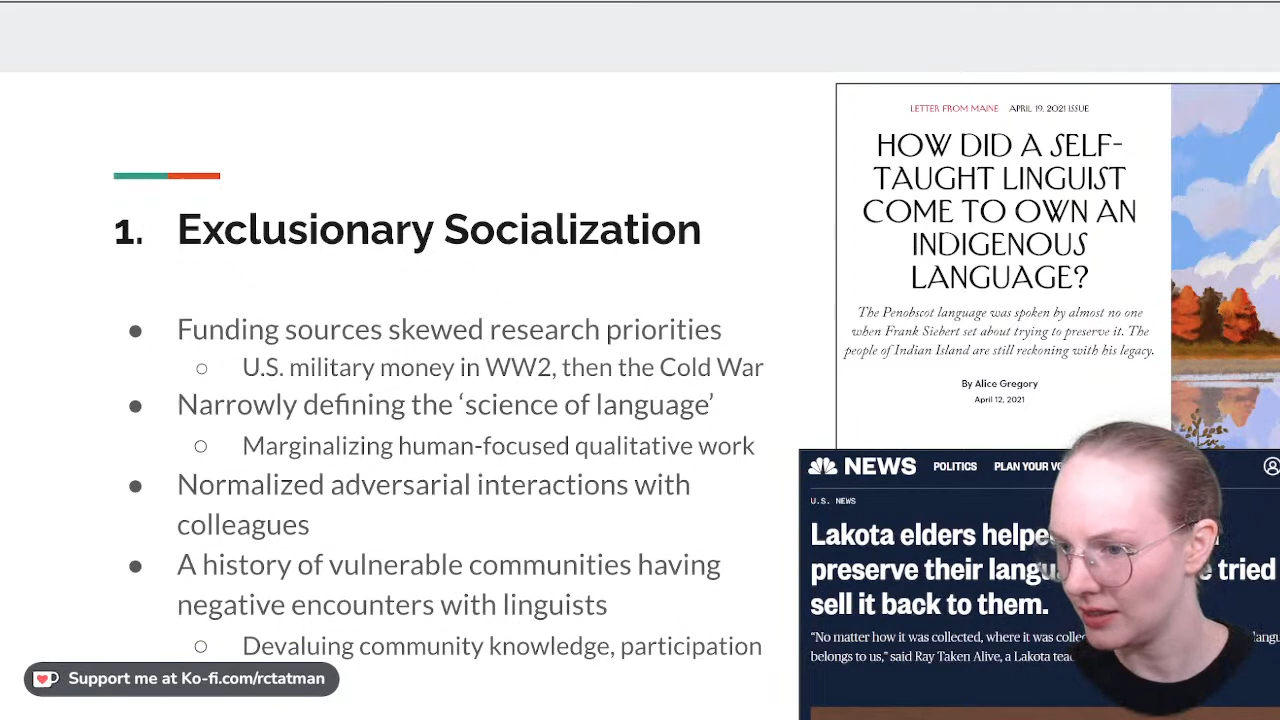 1. Exclusionary Socialization
● Funding sources skewed research priorities
○ U.S. military money in WW2, then the Cold War
● Narrowly defining the ‘science of language’
○ Marginalizing human-focused qualitative work
● Normalized adversarial interactions with
colleagues
● A history of vulnerable communities having
negative encounters with linguists
○ Devaluing community knowledge, participation
Support me at Ko-fi.com/rctatman
LETTER FROM MAINE APRIL 19, 2021 ISSUE
HOW DID A SELF-
TAUGHT LINGUIST
COME TO OWN AN
INDIGENOUS
LANGUAGE?
The Penobscot language was spoken by almost no one
when Frank Siebert set about trying to preserve it. The
people of Indian Island are still reckoning with his legacy.
By Alice Gregory
April 12, 2021
NEWS POLITICS PLAN YOUR
U.S. NEWS
Lakota elders helpe
preserve their langu tried
sell it back to them.
“No matter how it was collected, where it was
belongs to us,” said Ray Taken Alive, a Lakota